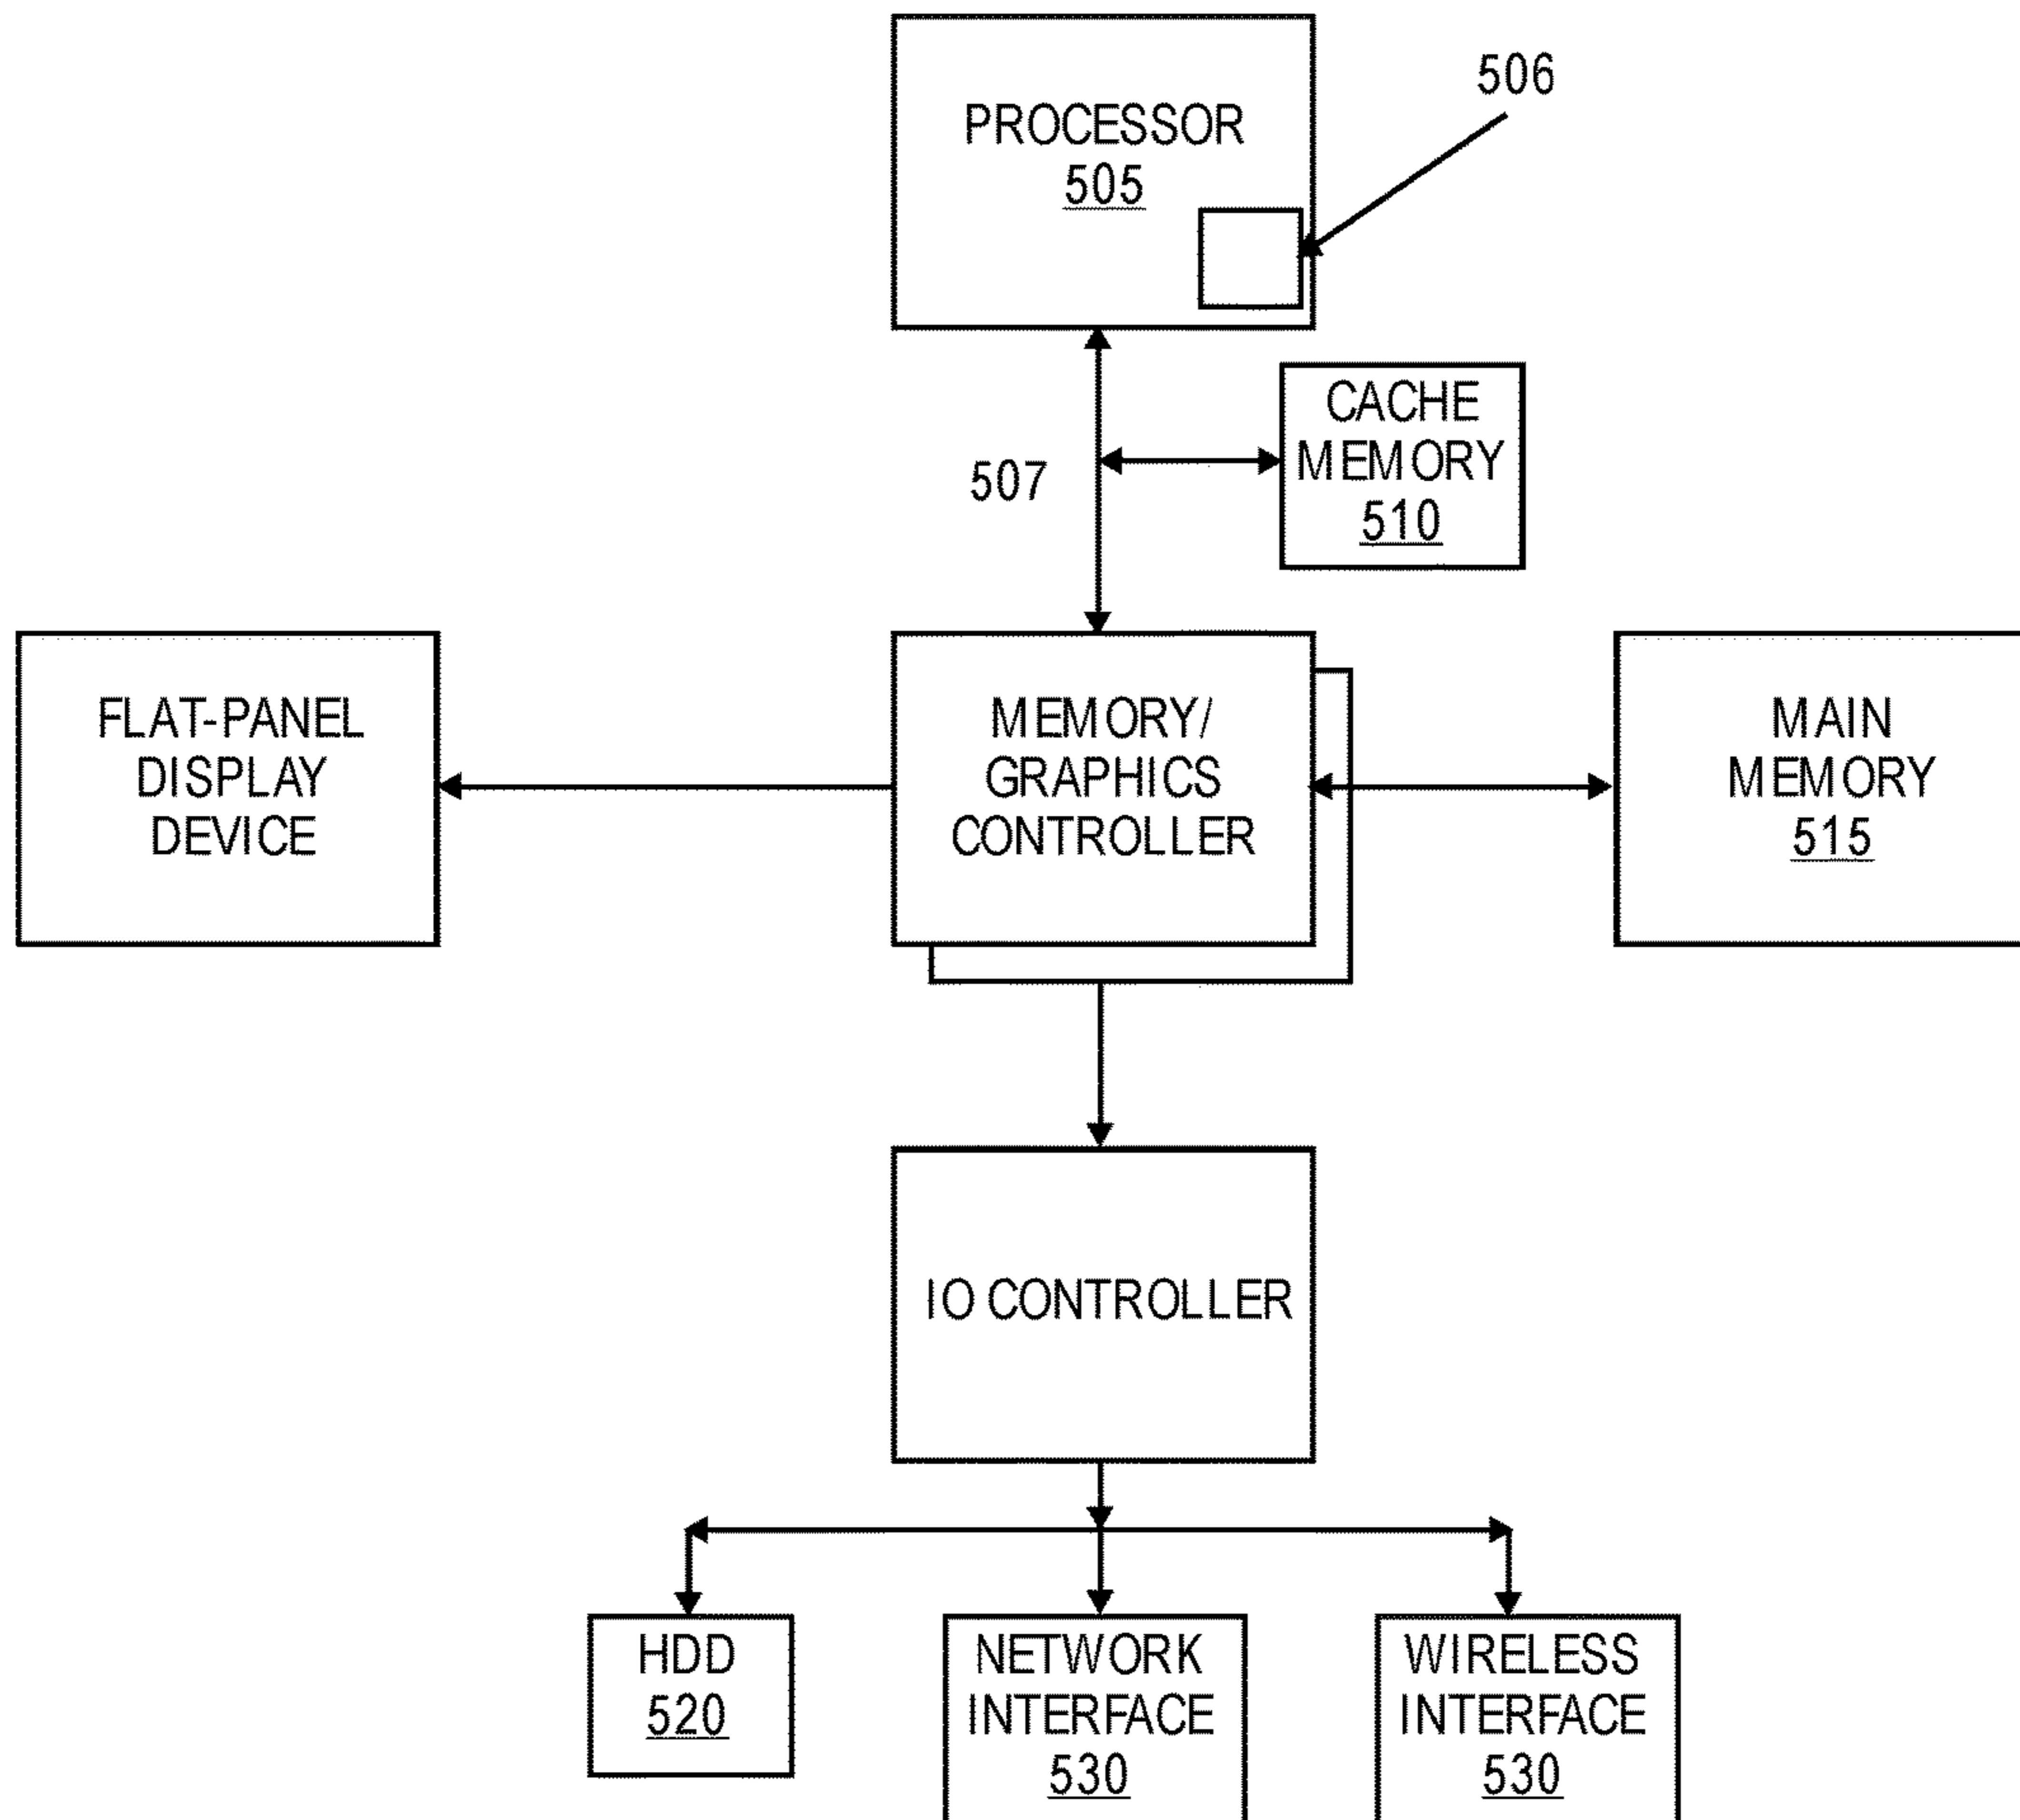 PROCESSOR
505
506
CACHE
MEMORY
510
507
FLAT-PANEL
DISPLAY
DEVICE
MEMORY/
GRAPHICS
CONTROLLER
MAIN
MEMORY
515
IO CONTROLLER
HDD
520
NETWORK
INTERFACE
530
WIRELESS
INTERFACE
530